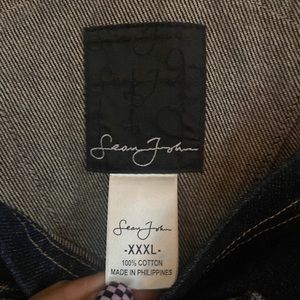 Sean John
Sean John
-XXXL-
100% COTTON
MADE IN PHILIPPINES